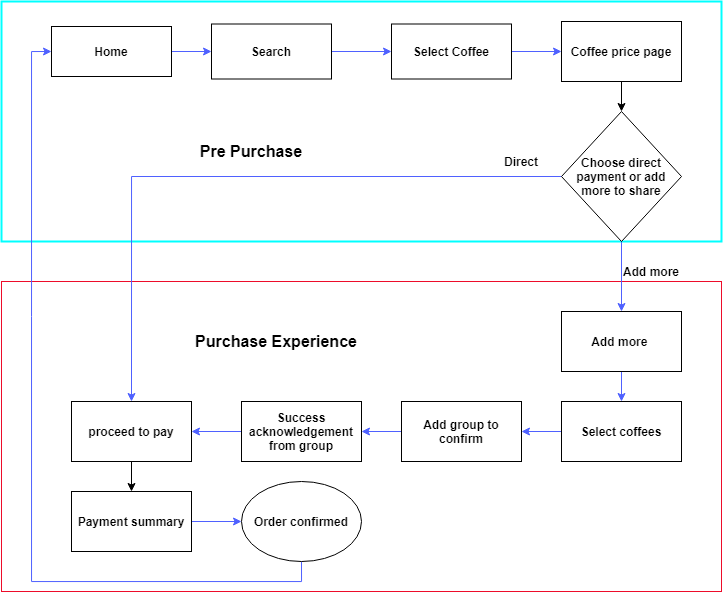 Home
Search
Select Coffee
Coffee price page
Pre Purchase
Direct
Choose direct
payment or add
more to share
Add more
Purchase Experience
Add more
proceed to pay
Success
acknowledgement
from group
Add group to
confirm
Select coffees
Payment summary
Order confirmed